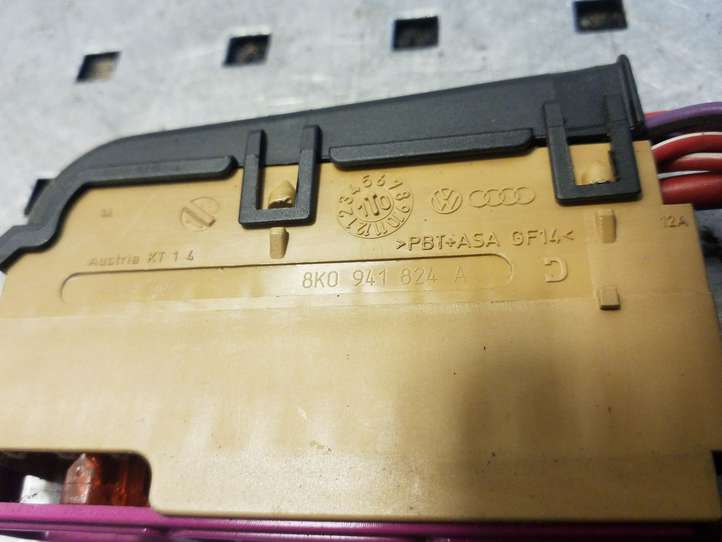 12A
>PBT+ASA GF14<
Austria KT 1 4
8K0 941 824 A
D